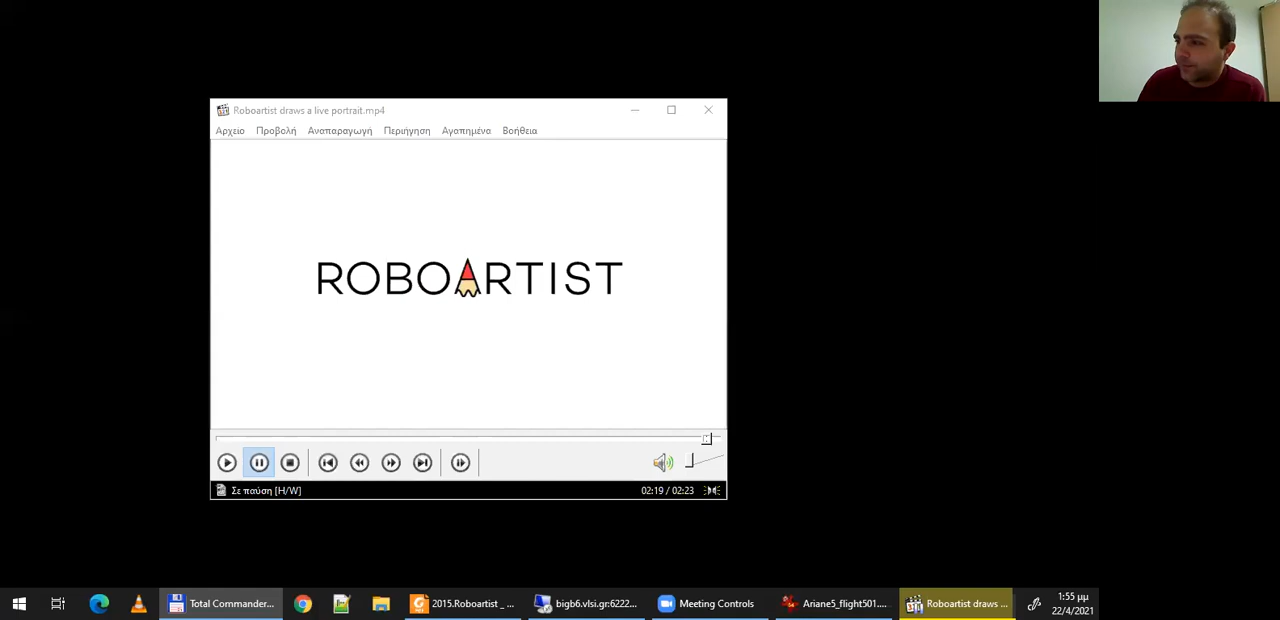 Roboartist draws a live portrait.mp4
Αρχείο Προβολή Αναπαραγωγή Περιήγηση Αγαπημένα Βοήθεια
ROBOARTIST
Σε παύση [H/W] 02:19 / 02:23
Total Commander... 2015.Roboartist _ ... bigb6.vlsi.gr:6222... Meeting Controls Ariane5_flight501.... Roboartist draws ... 1:55 μμ
22/4/2021